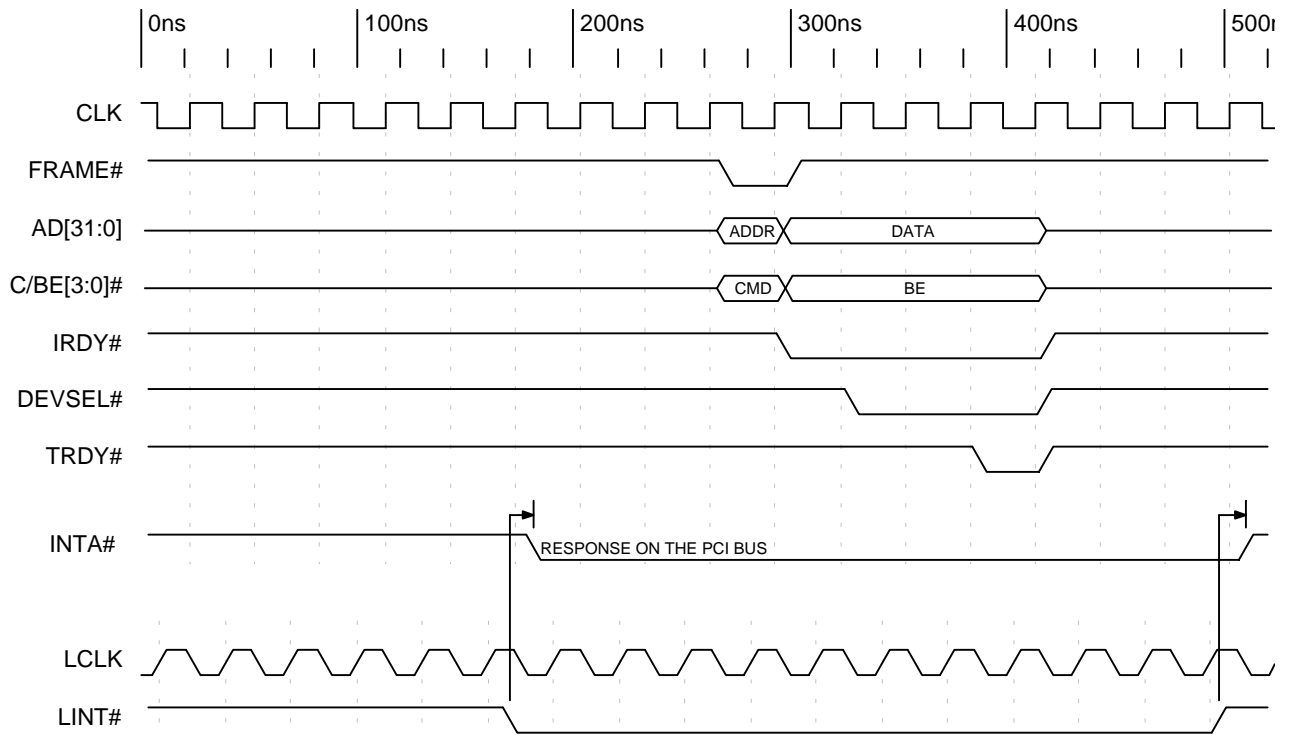 0ns 100ns 200ns 300ns 400ns 500
CLK
FRAME#
AD[31:0] ADDR DATA
C/BE[3:0]# CMD BE
IRDY#
DEVSEL#
TRDY#
INTA# RESPONSE ON THE PCI BUS
LCLK
LINT#